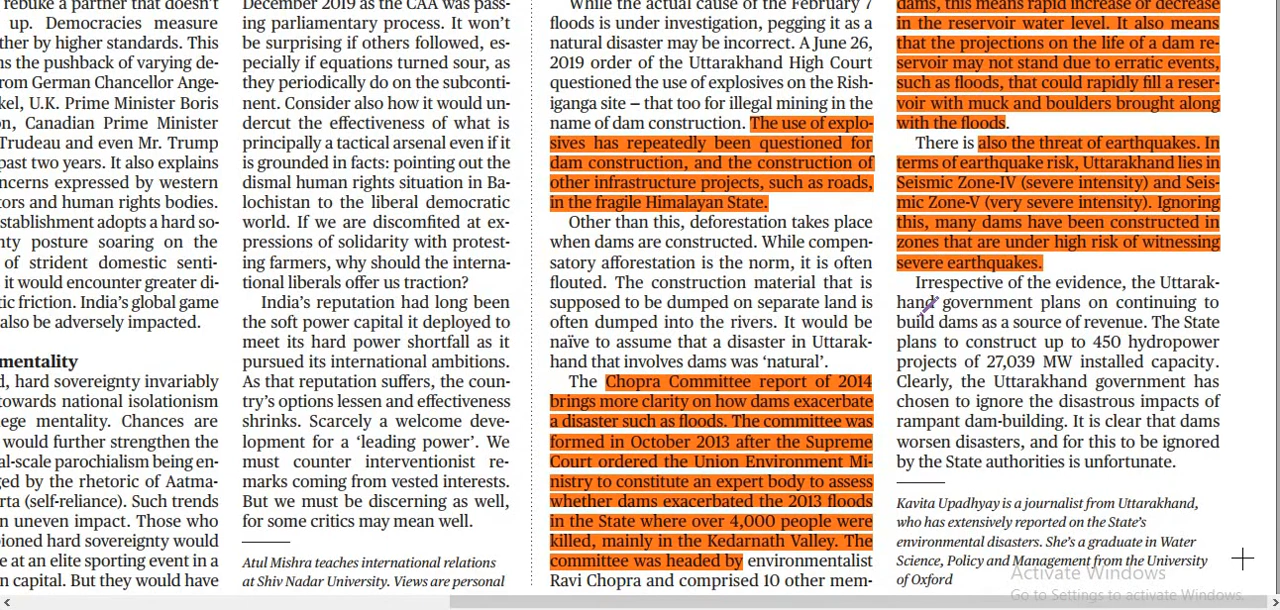 rebuke a partner that doesn't
up. Democracies measure
ther by higher standards. This
ns the pushback of varying de-
rom German Chancellor Ange-
kel, U.K. Prime Minister Boris
on, Canadian Prime Minister
Trudeau and even Mr. Trump
past two years. It also explains
ncerns expressed by western
tors and human rights bodies.
stablishment adopts a hard so-
nty posture soaring on the
of strident domestic senti-
it would encounter greater di-
tic friction. India's global game
also be adversely impacted.
mentality
d, hard sovereignty invariably
towards national isolationism
ege mentality. Chances are
would further strengthen the
al-scale parochialism being en-
ged by the rhetoric of Aatma-
rta (self-reliance). Such trends
n uneven impact. Those who
pioned hard sovereignty would
e at an elite sporting event in a
n capital. But they would have
December 2019 as the CAA was pass-
ing parliamentary process. It won't
be surprising if others followed, es-
pecially if equations turned sour, as
they periodically do on the subconti-
nent. Consider also how it would un-
dercut the effectiveness of what is
principally a tactical arsenal even if it
is grounded in facts: pointing out the
dismal human rights situation in Ba-
lochistan to the liberal democratic
world. If we are discomfited at ex-
pressions of solidarity with protest-
ing farmers, why should the interna-
tional liberals offer us traction?
India's reputation had long been
the soft power capital it deployed to
meet its hard power shortfall as it
pursued its international ambitions.
As that reputation suffers, the coun-
try's options lessen and effectiveness
shrinks. Scarcely a welcome deve-
lopment for a 'leading power'. We
must counter interventionist re-
marks coming from vested interests.
But we must be discerning as well,
for some critics may mean well.
Atul Mishra teaches international relations
at Shiv Nadar University. Views are personal
While the actual cause of the February 7
floods is under investigation, pegging it as a
natural disaster may be incorrect. A June 26,
2019 order of the Uttarakhand High Court
questioned the use of explosives on the Rish-
iganga site – that too for illegal mining in the
name of dam construction. The use of explo-
sives has repeatedly been questioned for
dam construction, and the construction of
other infrastructure projects, such as roads,
in the fragile Himalayan State.
Other than this, deforestation takes place
when dams are constructed. While compen-
satory afforestation is the norm, it is often
flouted. The construction material that is
supposed to be dumped on separate land is
often dumped into the rivers. It would be
naïve to assume that a disaster in Uttarak-
hand that involves dams was 'natural'.
The Chopra Committee report of 2014
brings more clarity on how dams exacerbate
a disaster such as floods. The committee was
formed in October 2013 after the Supreme
Court ordered the Union Environment Mi-
nistry to constitute an expert body to assess
whether dams exacerbated the 2013 floods
in the State where over 4,000 people were
killed, mainly in the Kedarnath Valley. The
committee was headed by environmentalist
Ravi Chopra and comprised 10 other mem-
dams, this means rapid increase or decrease
in the reservoir water level. It also means
that the projections on the life of a dam re-
servoir may not stand due to erratic events,
such as floods, that could rapidly fill a reser-
voir with muck and boulders brought along
with the floods.
There is also the threat of earthquakes. In
terms of earthquake risk, Uttarakhand lies in
Seismic Zone-IV (severe intensity) and Seis-
mic Zone-V (very severe intensity). Ignoring
this, many dams have been constructed in
zones that are under high risk of witnessing
severe earthquakes.
Irrespective of the evidence, the Uttarak-
hand government plans on continuing to
build dams as a source of revenue. The State
plans to construct up to 450 hydropower
projects of 27,039 MW installed capacity.
Clearly, the Uttarakhand government has
chosen to ignore the disastrous impacts of
rampant dam-building. It is clear that dams
worsen disasters, and for this to be ignored
by the State authorities is unfortunate.
Kavita Upadhyay is a journalist from Uttarakhand,
who has extensively reported on the State's
environmental disasters. She's a graduate in Water
Science, Policy and Management from the University
of Oxford
Activate Windows
Go to Settings to activate Windows.